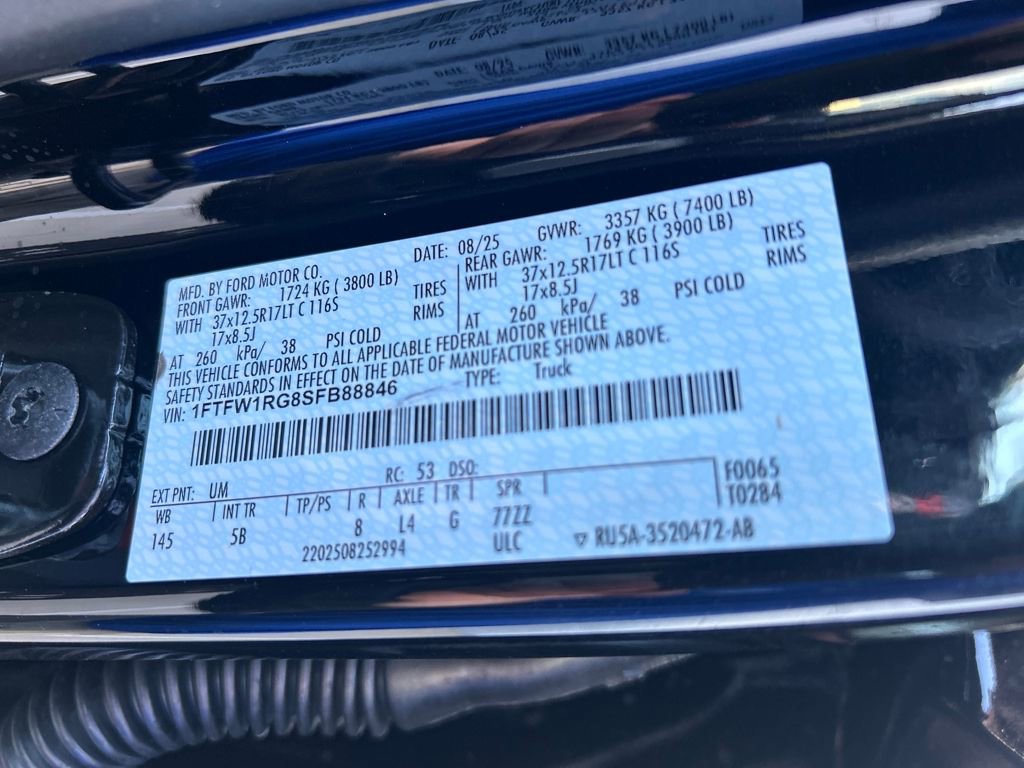 DATE: 08/25
MFD. BY FORD MOTOR CO. DATE: 08/25 GVWR: 3357 KG ( 7400 LB)
FRONT GAWR: 1724 KG ( 3800 LB) REAR GAWR: 1769 KG ( 3900 LB)
WITH 37x12.5R17LT C 116S TIRES WITH 37x12.5R17LT C 116S TIRES
17x8.5J RIMS 17x8.5J RIMS
AT 260 kPa/ 38 PSI COLD AT 260 kPa/ 38 PSI COLD
THIS VEHICLE CONFORMS TO ALL APPLICABLE FEDERAL MOTOR VEHICLE
SAFETY STANDARDS IN EFFECT ON THE DATE OF MANUFACTURE SHOWN ABOVE.
VIN: 1FTFW1RG8SFB88846 TYPE: Truck
EXT PNT: UM RC: 53 DSO:
WB INT TR TP/PS R AXLE TR SPR F0065
145 5B 8 L4 G 77ZZ T0284
2202508252994 ULC ▽ RU5A-3520472-AB